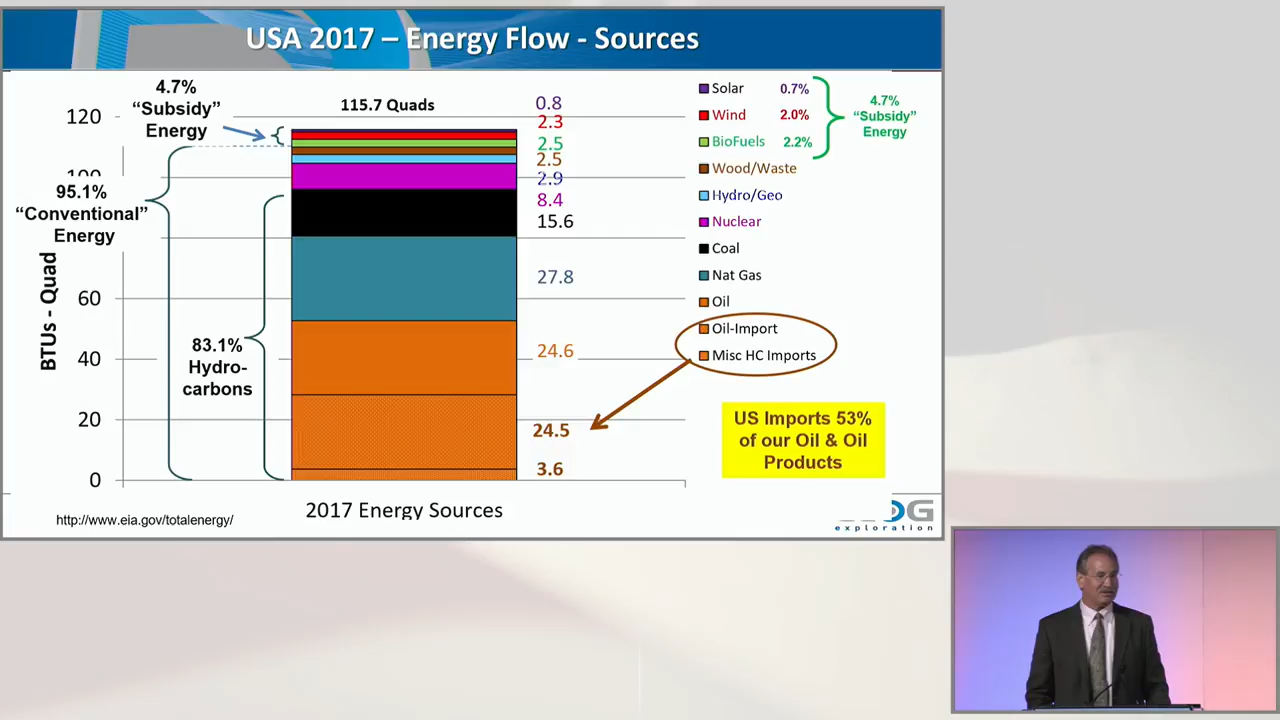 USA 2017 – Energy Flow - Sources
4.7%
“Subsidy”
Energy
115.7 Quads
120
95.1%
“Conventional”
Energy
BTUs - Quad
60
40
20
0
83.1%
Hydro-
carbons
0.8
2.3
2.5
2.5
2.9
8.4
15.6
27.8
24.6
24.5
3.6
Solar 0.7%
Wind 2.0%
BioFuels 2.2%
Wood/Waste
Hydro/Geo
Nuclear
Coal
Nat Gas
Oil
Oil-Import
Misc HC Imports
4.7%
“Subsidy”
Energy
US Imports 53%
of our Oil & Oil
Products
2017 Energy Sources
http://www.eia.gov/totalenergy/
exploration